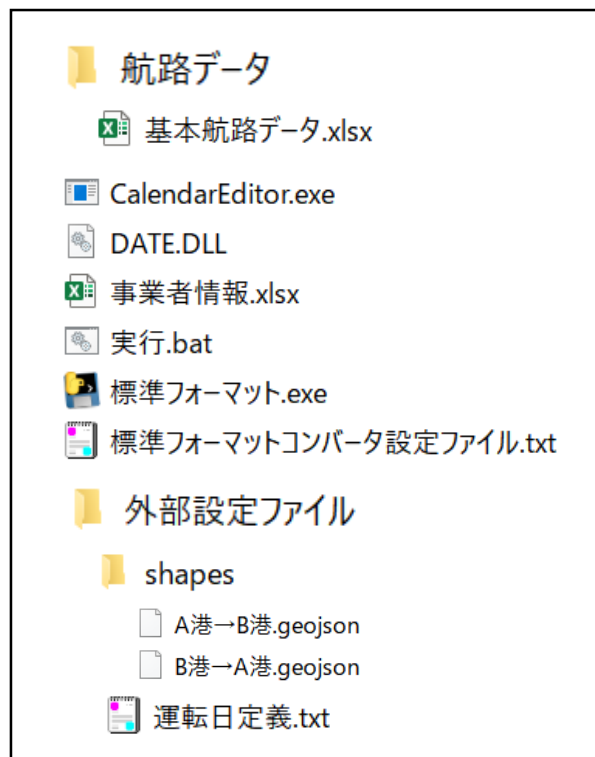 航路データ
基本航路データ.xlsx
CalendarEditor.exe
DATE.DLL
事業者情報.xlsx
実行.bat
標準フォーマット.exe
標準フォーマットコンバータ設定ファイル.txt
外部設定ファイル
shapes
A港→B港.geojson
B港→A港.geojson
運転日定義.txt